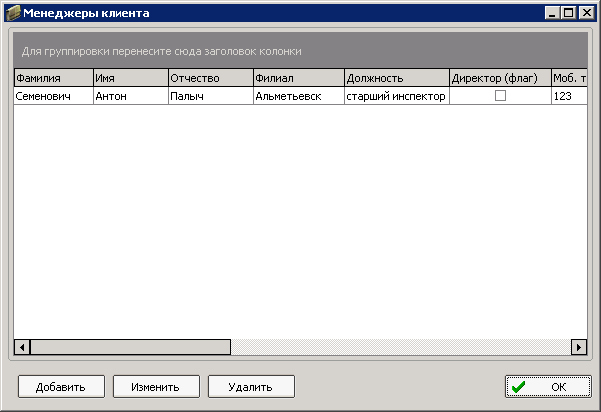 Менеджеры клиента
Для группировки перенесите сюда заголовок колонки
Фамилия Имя Отчество Филиал Должность Директор (флаг) Моб. т
Семенович Антон Палыч Альметьевск старший инспектор 123
Добавить Изменить Удалить OK